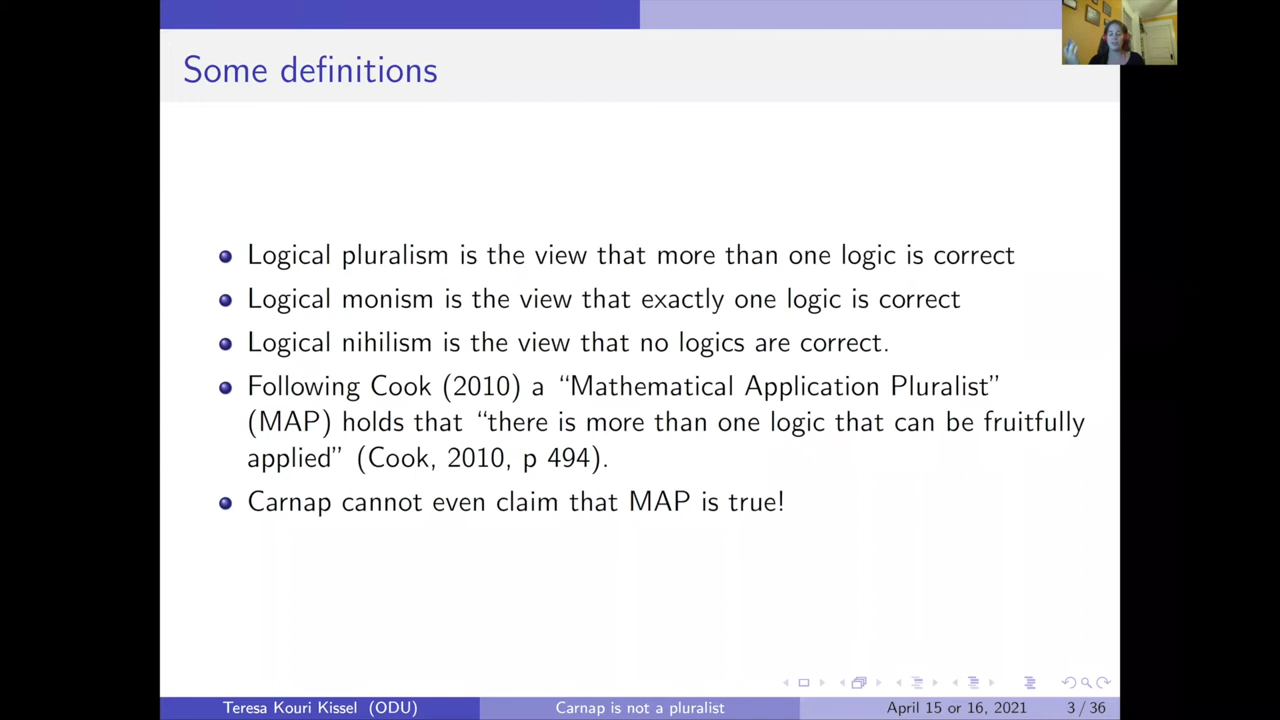 Some definitions
Logical pluralism is the view that more than one logic is correct
Logical monism is the view that exactly one logic is correct
Logical nihilism is the view that no logics are correct.
Following Cook (2010) a “Mathematical Application Pluralist”
(MAP) holds that “there is more than one logic that can be fruitfully
applied” (Cook, 2010, p 494).
Carnap cannot even claim that MAP is true!
Teresa Kouri Kissel (ODU) Carnap is not a pluralist April 15 or 16, 2021 3 / 36